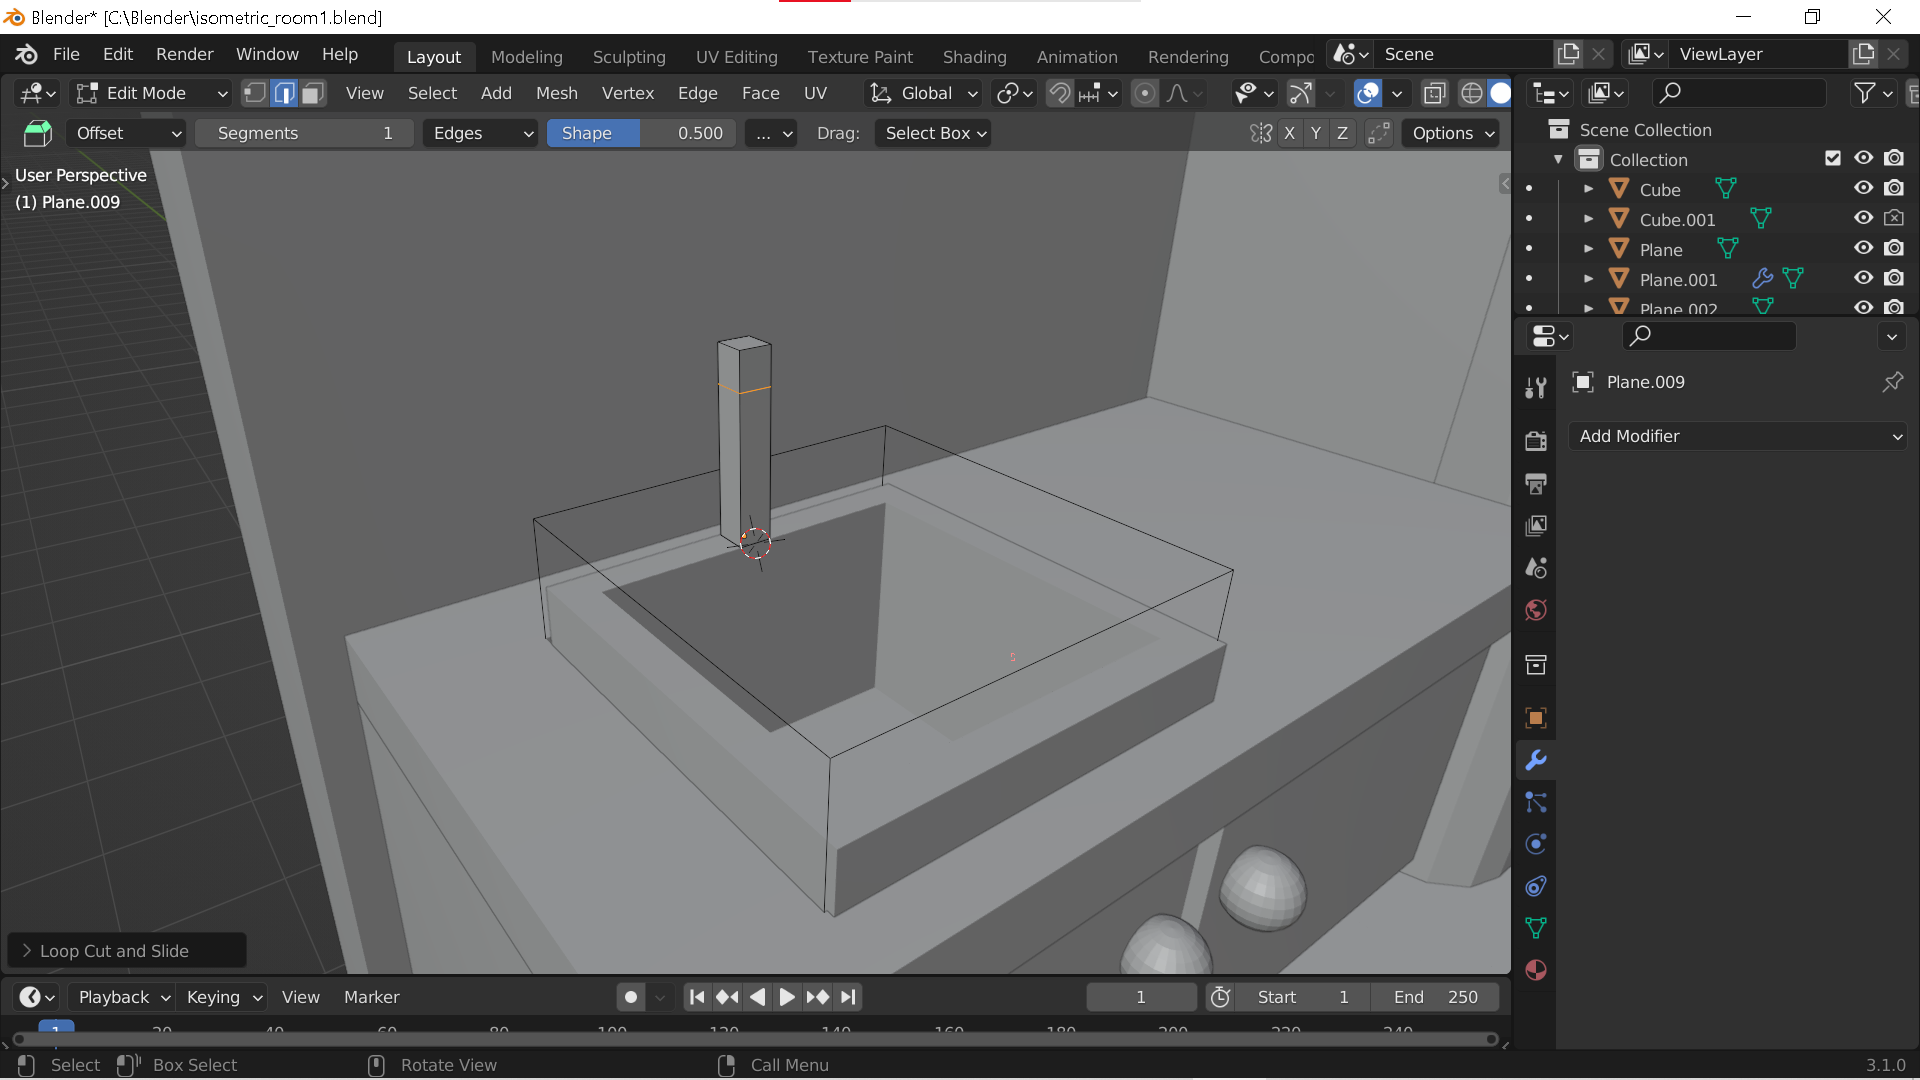 Blender* [C:\Blender\isometric_room1.blend]
File Edit Render Window Help Layout Modeling Sculpting UV Editing Texture Paint Shading Animation Rendering Compo Scene ViewLayer
Edit Mode View Select Add Mesh Vertex Edge Face UV Global
Offset Segments 1 Edges Shape 0.500 ... Drag: Select Box X Y Z Options
User Perspective
(1) Plane.009
Scene Collection
Collection
Cube
Cube.001
Plane
Plane.001
Plane.002
Plane.009
Add Modifier
Loop Cut and Slide
Playback Keying View Marker 1 Start 1 End 250
1 20 40 60 80 100 120 140 160 180 200 220 240
Select Box Select Rotate View Call Menu 3.1.0